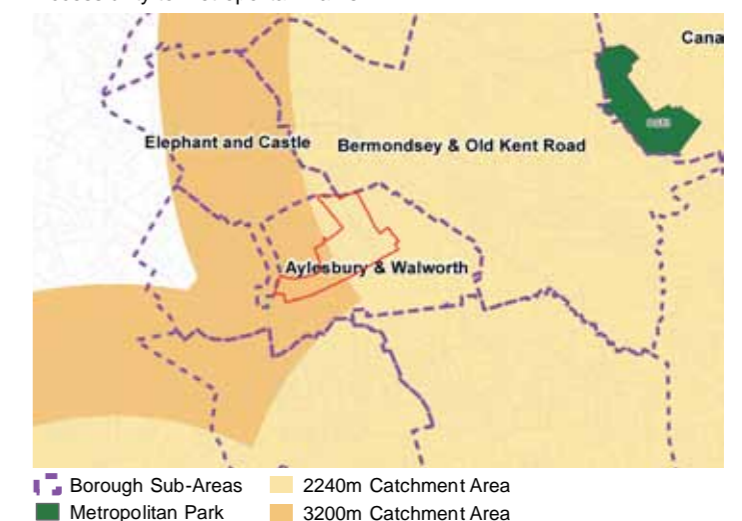 Cana
Elephant and Castle
Bermondsey & Old Kent Road
Aylesbury & Walworth
Borough Sub-Areas
2240m Catchment Area
Metropolitan Park
3200m Catchment Area